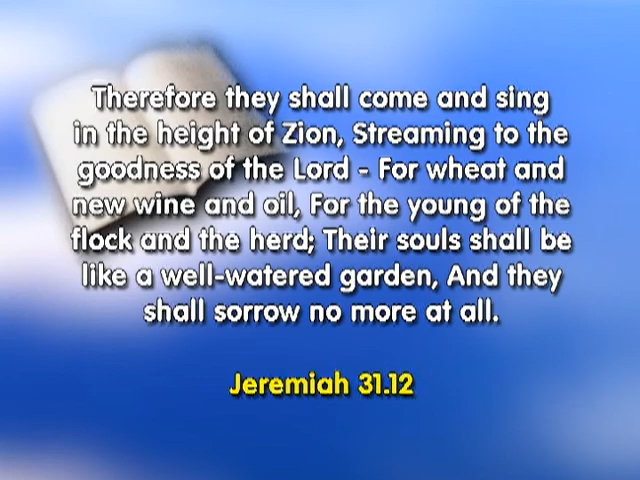 Therefore they shall come and sing
in the height of Zion, Streaming to the
goodness of the Lord - For wheat and
new wine and oil, For the young of the
flock and the herd; Their souls shall be
like a well-watered garden, And they
shall sorrow no more at all.
Jeremiah 31.12